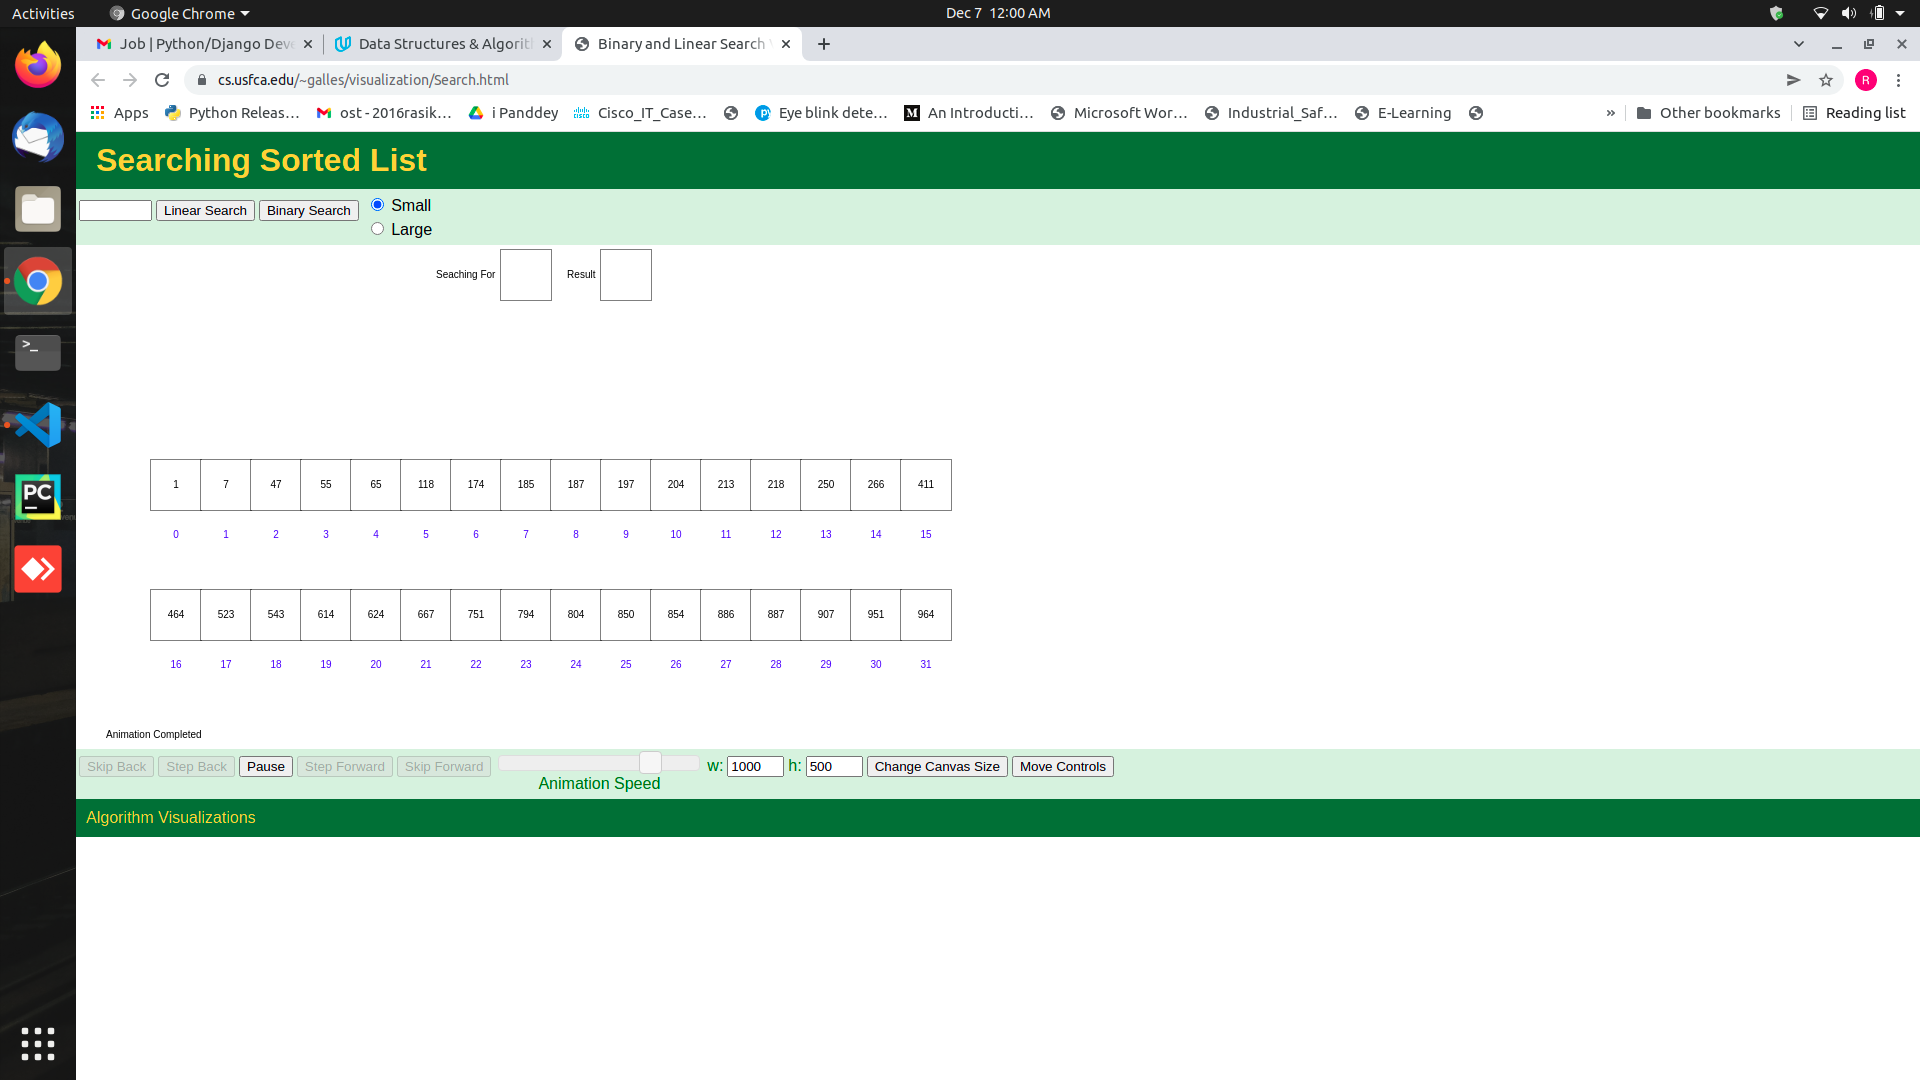 Activities Google Chrome Dec 7 12:00 AM
Job | Python/Django Deve Data Structures & Algorit Binary and Linear Search
cs.usfca.edu/~galles/visualization/Search.html R
Apps Python Releas… ost - 2016rasik… i Panddey Cisco_IT_Case… Eye blink dete… An Introducti… Microsoft Wor… Industrial_Saf… E-Learning » Other bookmarks Reading list
Searching Sorted List
Linear Search Binary Search Small
Large
Seaching For Result
1 7 47 55 65 118 174 185 187 197 204 213 218 250 266 411
0 1 2 3 4 5 6 7 8 9 10 11 12 13 14 15
464 523 543 614 624 667 751 794 804 850 854 886 887 907 951 964
16 17 18 19 20 21 22 23 24 25 26 27 28 29 30 31
Animation Completed
Skip Back Step Back Pause Step Forward Skip Forward w: 1000 h: 500 Change Canvas Size Move Controls
Animation Speed
Algorithm Visualizations
PC